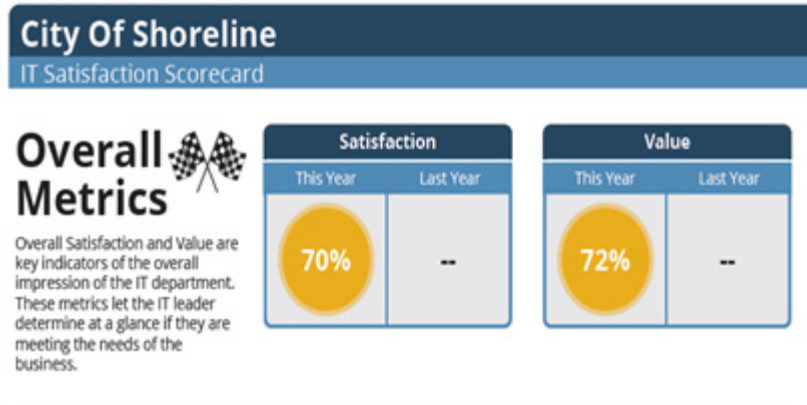 City Of Shoreline
IT Satisfaction Scorecard
Overall
Metrics
Overall Satisfaction and Value are
key indicators of the overall
impression of the IT department.
These metrics let the IT leader
determine at a glance if they are
meeting the needs of the
business.
Satisfaction
This Year Last Year
70% --
Value
This Year Last Year
72% --